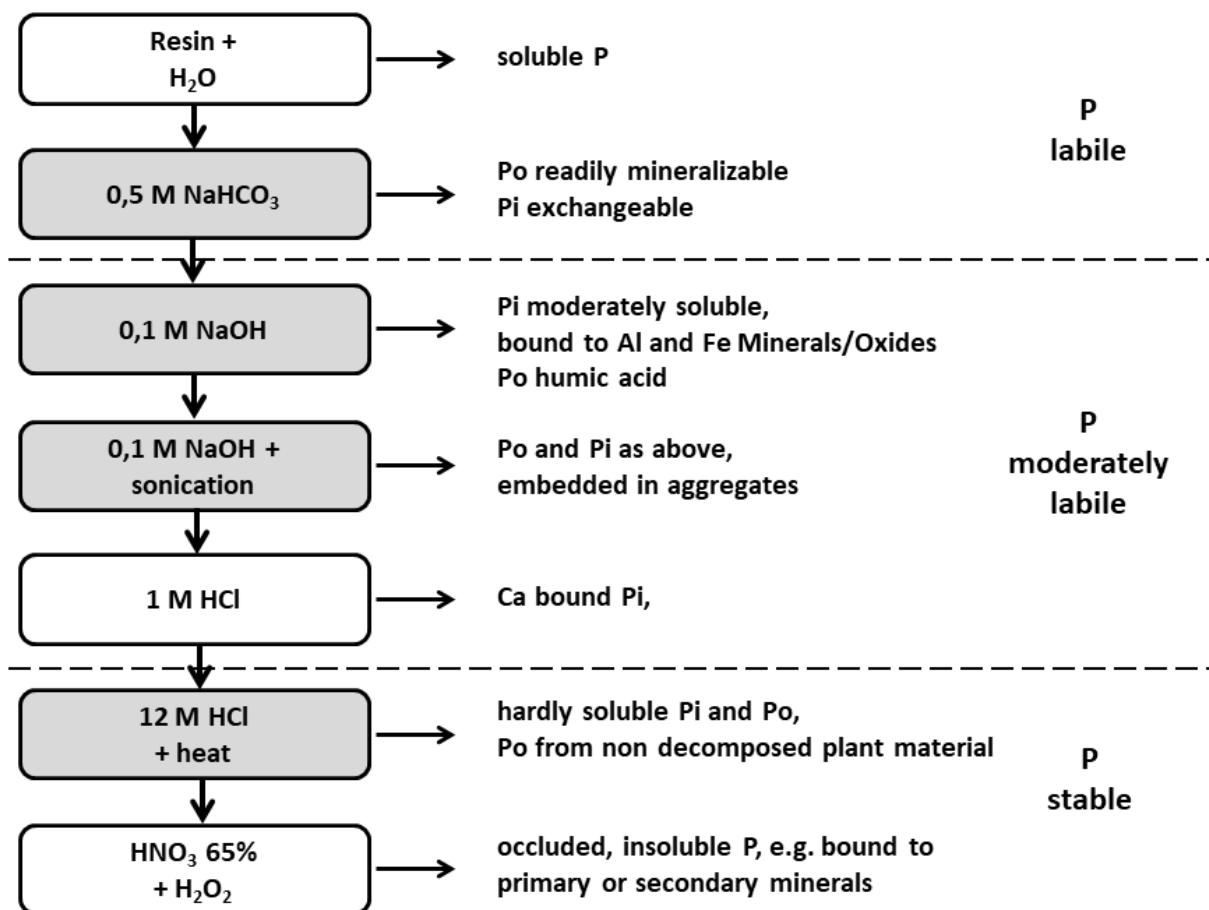 Resin +
H₂O
soluble P
P
labile
0,5 M NaHCO₃
Po readily mineralizable
Pi exchangeable
0,1 M NaOH
Pi moderately soluble,
bound to Al and Fe Minerals/Oxides
Po humic acid
P
moderately
labile
0,1 M NaOH +
sonication
Po and Pi as above,
embedded in aggregates
1 M HCl
Ca bound Pi,
12 M HCl
+ heat
hardly soluble Pi and Po,
Po from non decomposed plant material
P
stable
HNO₃ 65%
+ H₂O₂
occluded, insoluble P, e.g. bound to
primary or secondary minerals